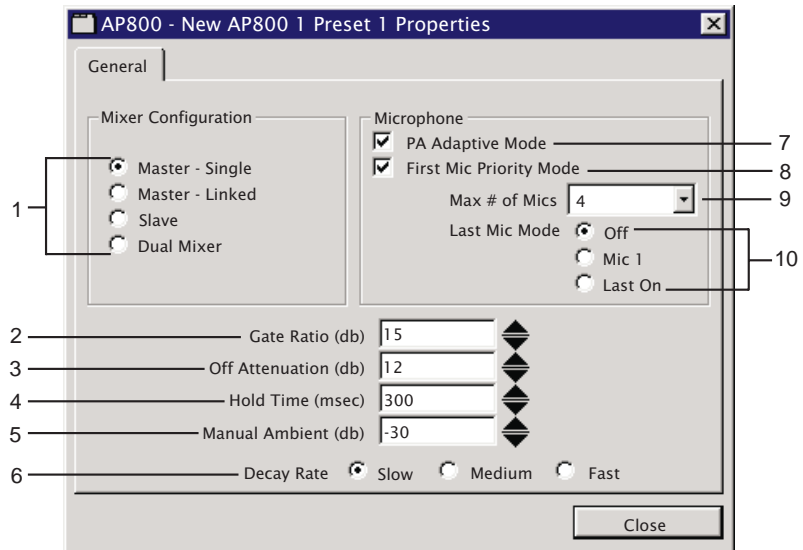 AP800 - New AP800 1 Preset 1 Properties
General
Mixer Configuration
Master - Single
Master - Linked
Slave
Dual Mixer
1
Microphone
PA Adaptive Mode
7
First Mic Priority Mode
8
Max # of Mics 4
9
Last Mic Mode Off
Mic 1
Last On
10
2 Gate Ratio (db) 15
3 Off Attenuation (db) 12
4 Hold Time (msec) 300
5 Manual Ambient (db) -30
6 Decay Rate Slow Medium Fast
Close